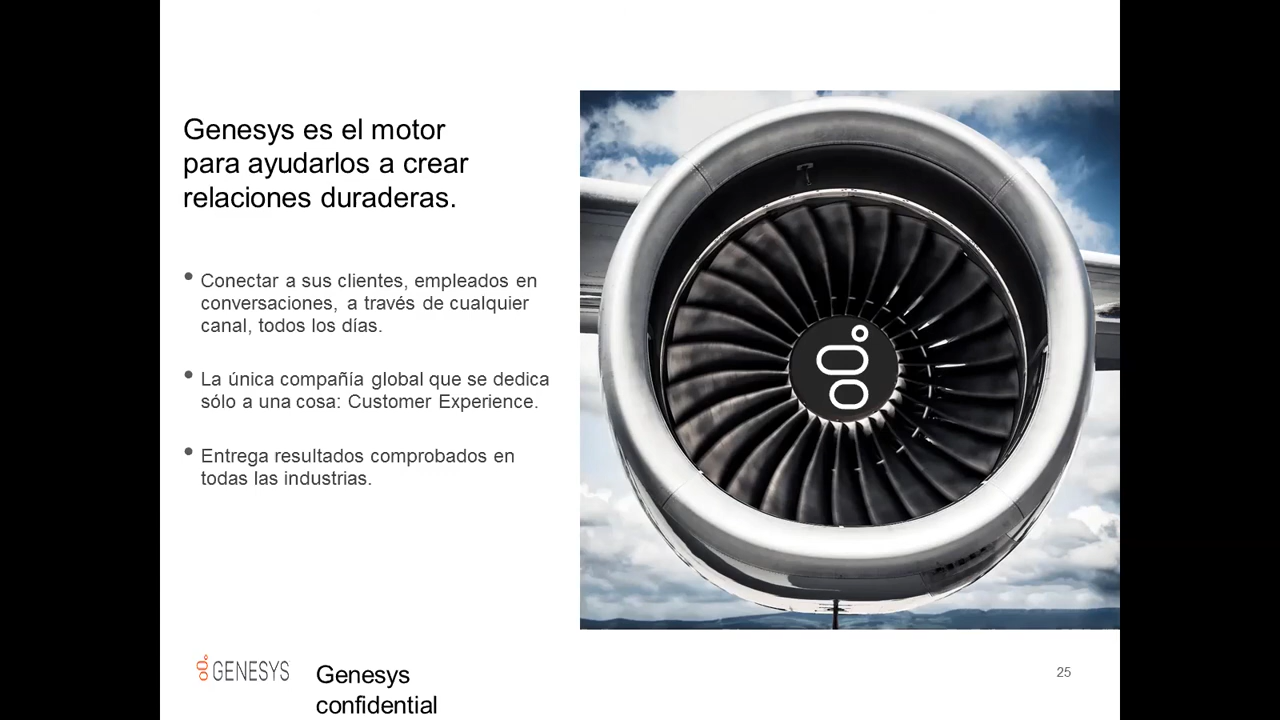 Genesys es el motor
para ayudarlos a crear
relaciones duraderas.
• Conectar a sus clientes, empleados en
conversaciones, a través de cualquier
canal, todos los días.
• La única compañía global que se dedica
sólo a una cosa: Customer Experience.
• Entrega resultados comprobados en
todas las industrias.
GENESYS
Genesys
confidential
25